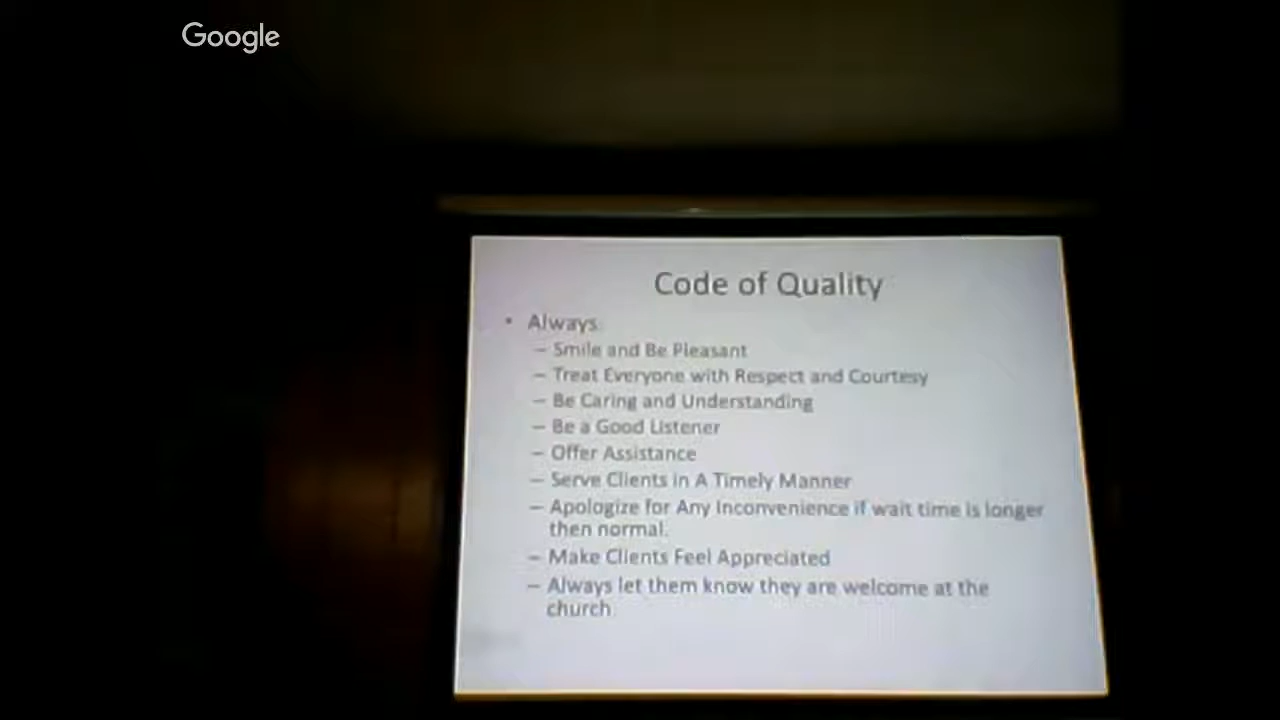 Google
Code of Quality
• Always
– Smile and Be Pleasant
– Treat Everyone with Respect and Courtesy
– Be Caring and Understanding
– Be a Good Listener
– Offer Assistance
– Serve Clients in A Timely Manner
– Apologize for Any Inconvenience if wait time is longer
then normal.
– Make Clients Feel Appreciated
– Always let them know they are welcome at the
church